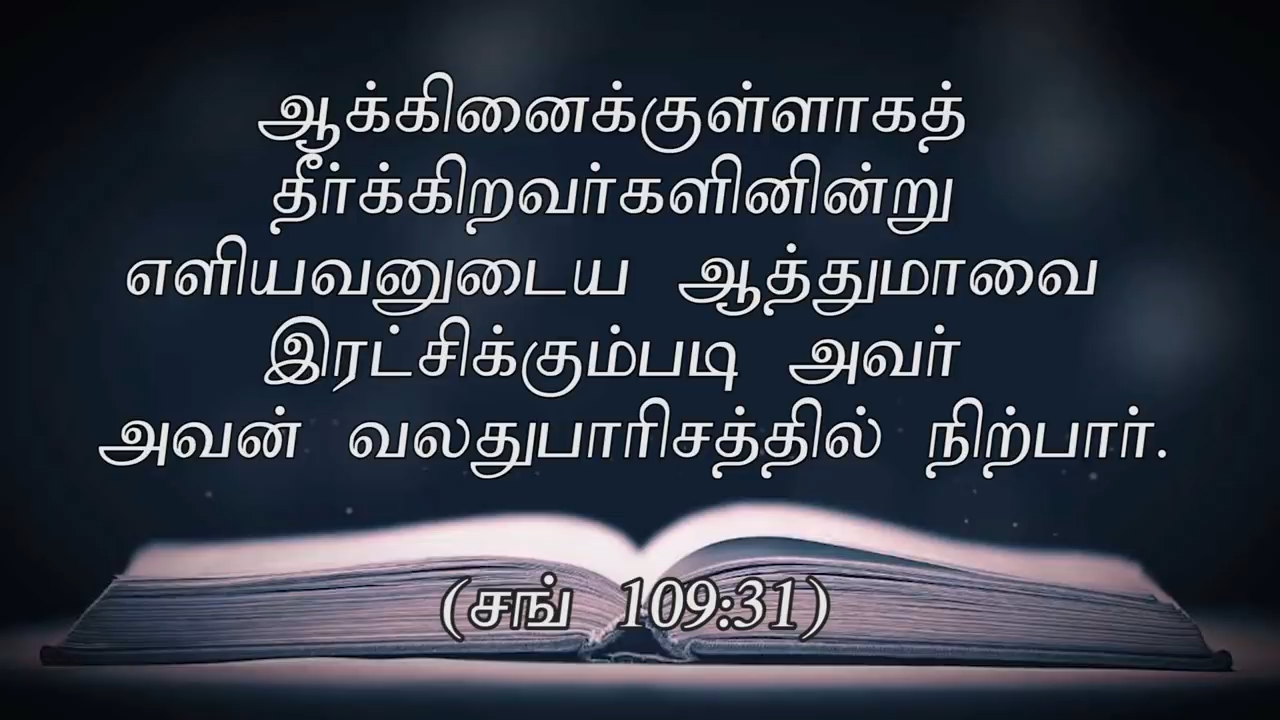 ஆக்கினைக்குள்ளாகத்
தீர்க்கிறவர்களினின்று
எளியவனுடைய ஆத்துமாவை
இரட்சிக்கும்படி அவர்
அவன் வலதுபாரிசத்தில் நிற்பார்.
(சங் 109:31)